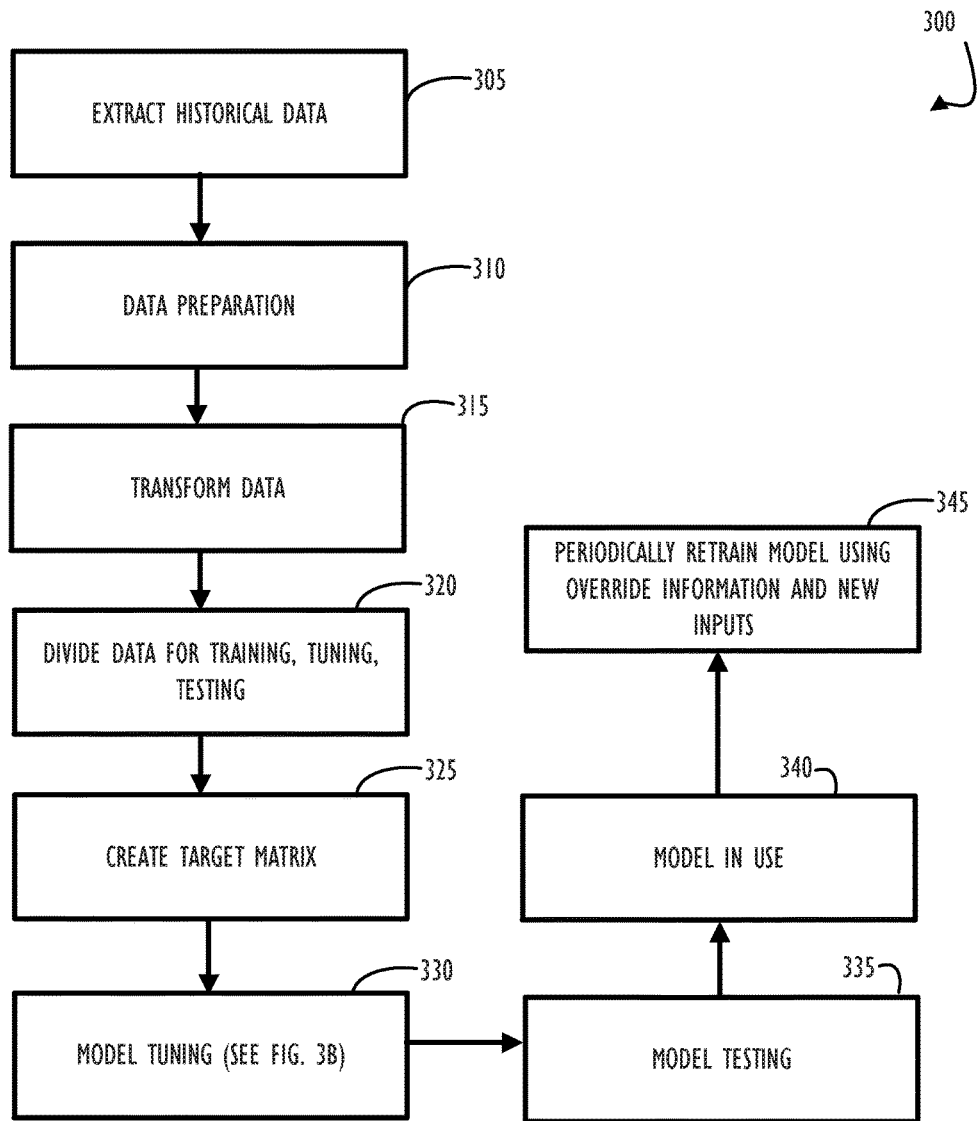 300
305
EXTRACT HISTORICAL DATA
310
DATA PREPARATION
315
TRANSFORM DATA
320
DIVIDE DATA FOR TRAINING, TUNING,
TESTING
325
CREATE TARGET MATRIX
330
MODEL TUNING (SEE FIG. 3B)
335
MODEL TESTING
340
MODEL IN USE
345
PERIODICALLY RETRAIN MODEL USING
OVERRIDE INFORMATION AND NEW
INPUTS